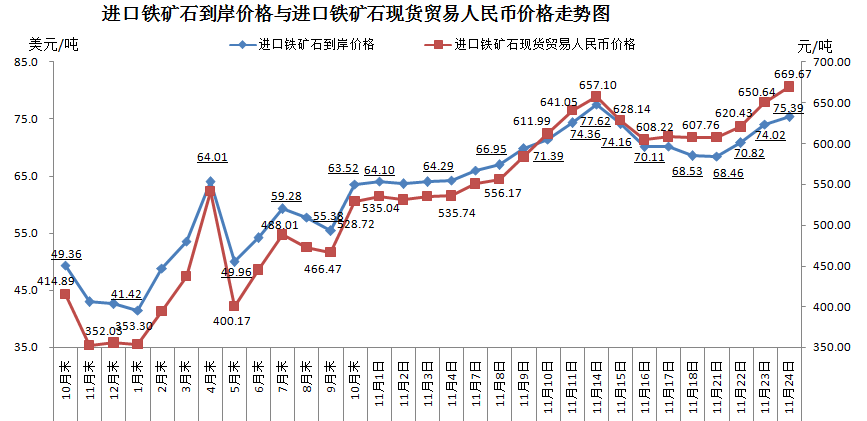 进口铁矿石到岸价格与进口铁矿石现货贸易人民币价格走势图
美元/吨
进口铁矿石到岸价格
进口铁矿石现货贸易人民币价格
元/吨
85.0
75.0
65.0
55.0
45.0
35.0
700.00
650.00
600.00
550.00
500.00
450.00
400.00
350.00
49.36
41.42
64.01
49.96
59.28
55.38
63.52
64.10
64.29
66.95
71.39
74.36
77.62
74.16
70.11
68.53
68.46
70.82
74.02
75.39
414.89
352.03
353.30
400.17
488.01
466.47
528.72
535.04
535.74
556.17
611.99
641.05
657.10
628.14
608.22
607.76
620.43
650.64
669.67
10月末
11月末
12月末
1月末
2月末
3月末
4月末
5月末
6月末
7月末
8月末
9月末
10月末
11月1日
11月2日
11月3日
11月4日
11月7日
11月8日
11月9日
11月10日
11月11日
11月14日
11月15日
11月16日
11月17日
11月18日
11月21日
11月22日
11月23日
11月24日